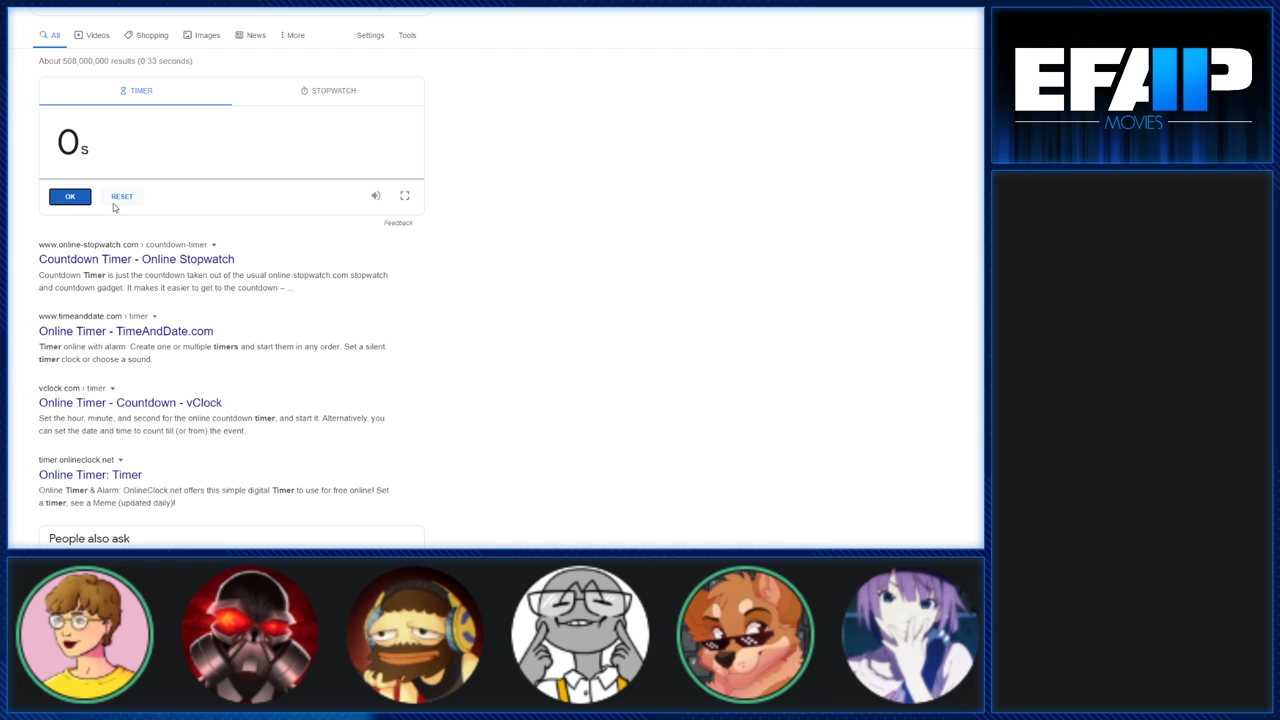 All
Videos
Shopping
Images
News
More
Settings
Tools
About 508,000,000 results (0.33 seconds)
TIMER
STOPWATCH
0s
OK
RESET
Feedback
www.online-stopwatch.com › countdown-timer
Countdown Timer - Online Stopwatch
Countdown Timer is just the countdown taken out of the usual online-stopwatch.com stopwatch
and countdown gadget. It makes it easier to get to the countdown – ...
www.timeanddate.com › timer
Online Timer - TimeAndDate.com
Timer online with alarm. Create one or multiple timers and start them in any order. Set a silent
timer clock or choose a sound.
vclock.com › timer
Online Timer - Countdown - vClock
Set the hour, minute, and second for the online countdown timer, and start it. Alternatively, you
can set the date and time to count till (or from) the event.
timer.onlineclock.net
Online Timer: Timer
Online Timer & Alarm: OnlineClock.net offers this simple digital Timer to use for free online! Set
a timer, see a Meme (updated daily)!
People also ask
EFAP
MOVIES